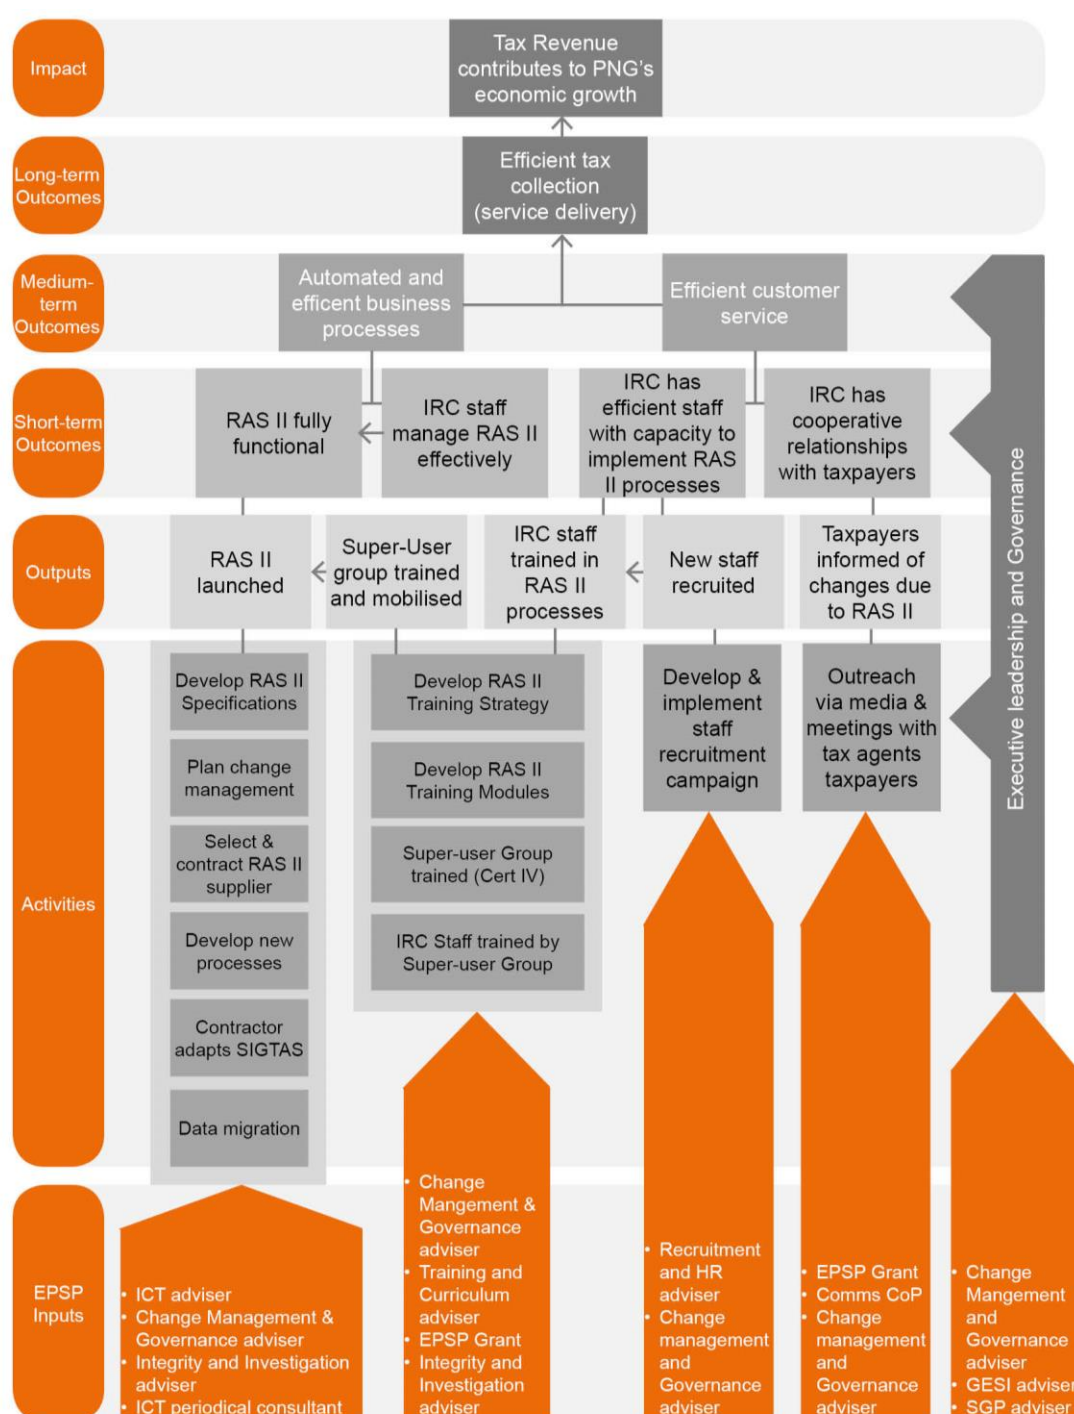 Impact
Tax Revenue
contributes to PNG's
economic growth
Long-term
Outcomes
Efficient tax
collection
(service delivery)
Medium-
term
Outcomes
Automated and
efficent business
processes
Efficient customer
service
Short-term
Outcomes
RAS II fully
functional
IRC staff
manage RAS II
effectively
IRC has
efficient staff
with capacity to
implement RAS
II processes
IRC has
cooperative
relationships
with taxpayers
Outputs
RAS II
launched
Super-User
group trained
and mobilised
IRC staff
trained in
RAS II
processes
New staff
recruited
Taxpayers
informed of
changes due
to RAS II
Executive leadership and Governance
Activities
Develop RAS II
Specifications
Plan change
management
Select &
contract RAS II
supplier
Develop new
processes
Contractor
adapts SIGTAS
Data migration
Develop RAS II
Training Strategy
Develop RAS II
Training Modules
Super-user Group
trained (Cert IV)
IRC Staff trained by
Super-user Group
Develop &
implement
staff
recruitment
campaign
Outreach
via media &
meetings with
tax agents
taxpayers
EPSP
Inputs
• ICT adviser
• Change Management &
Governance adviser
• Integrity and Investigation
adviser
• ICT periodical consultant
• Change
Mangement &
Governance
adviser
• Training and
Curriculum
adviser
• EPSP Grant
• Integrity and
Investigation
adviser
• Recruitment
and HR
adviser
• Change
management
and
Governance
adviser
• EPSP Grant
• Comms CoP
• Change
management
and
Governance
adviser
• Change
Mangement
and
Governance
adviser
• GESI adviser
• SGP adviser